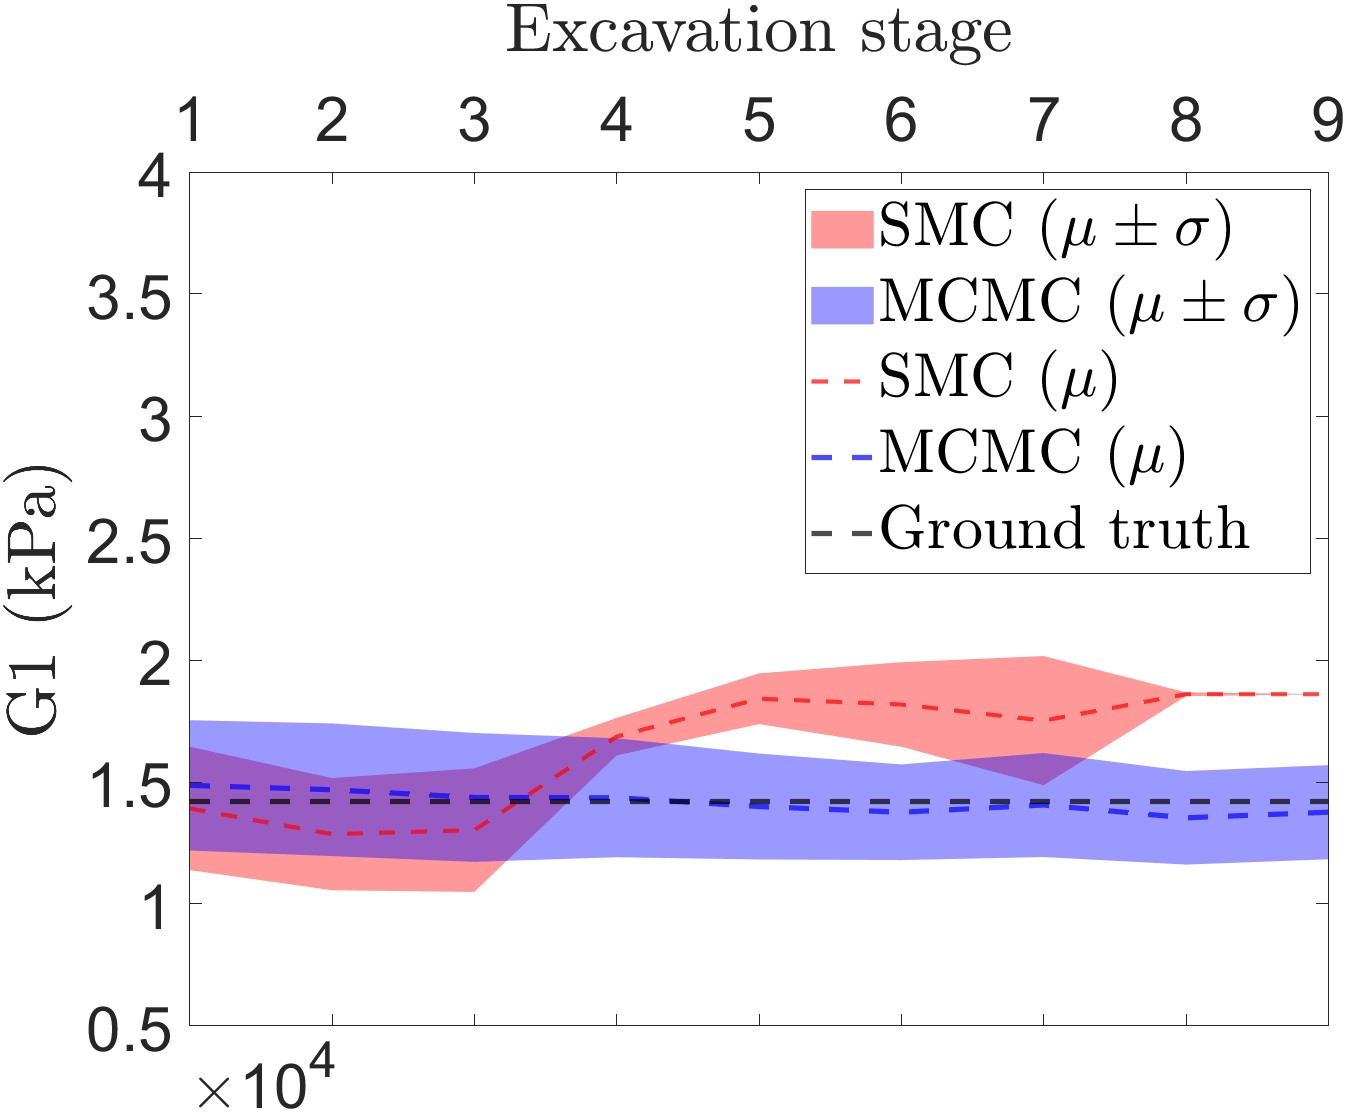 Excavation stage
1 2 3 4 5 6 7 8 9
4
3.5
3
2.5
2
1.5
1
0.5
×10⁴
G1 (kPa)
SMC (μ ± σ)
MCMC (μ ± σ)
SMC (μ)
MCMC (μ)
Ground truth